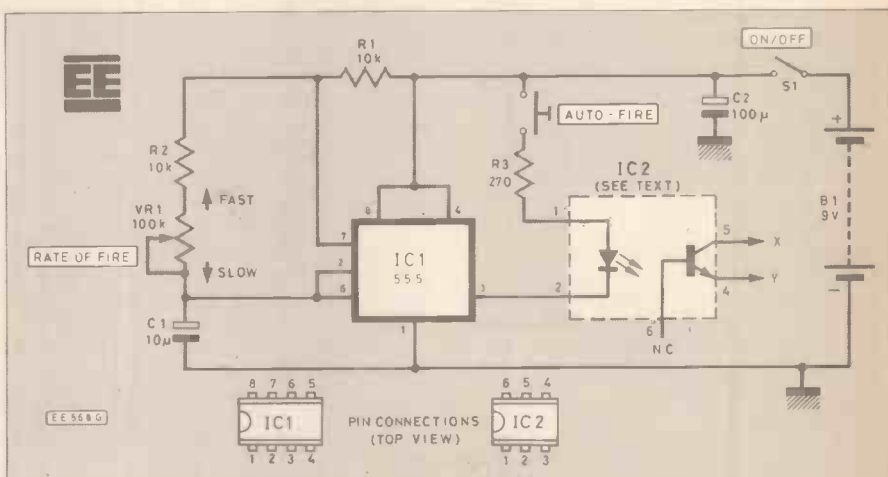 EE
R1
10k
ON/OFF
S1
C2
100µ
AUTO-FIRE
R2
10k
FAST
VR1
100k
RATE OF FIRE
SLOW
R3
270
IC2
(SEE TEXT)
B1
9V
+
−
8
4
7
2
6
3
1
IC1
555
1
2
5
X
4
Y
6
NC
C1
10µ
EE568G
8 7 6 5
IC1
1 2 3 4
PIN CONNECTIONS
(TOP VIEW)
6 5 4
IC2
1 2 3